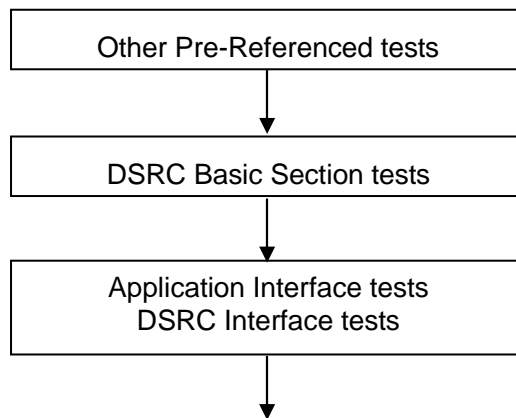 Other Pre-Referenced tests
DSRC Basic Section tests
Application Interface tests
DSRC Interface tests